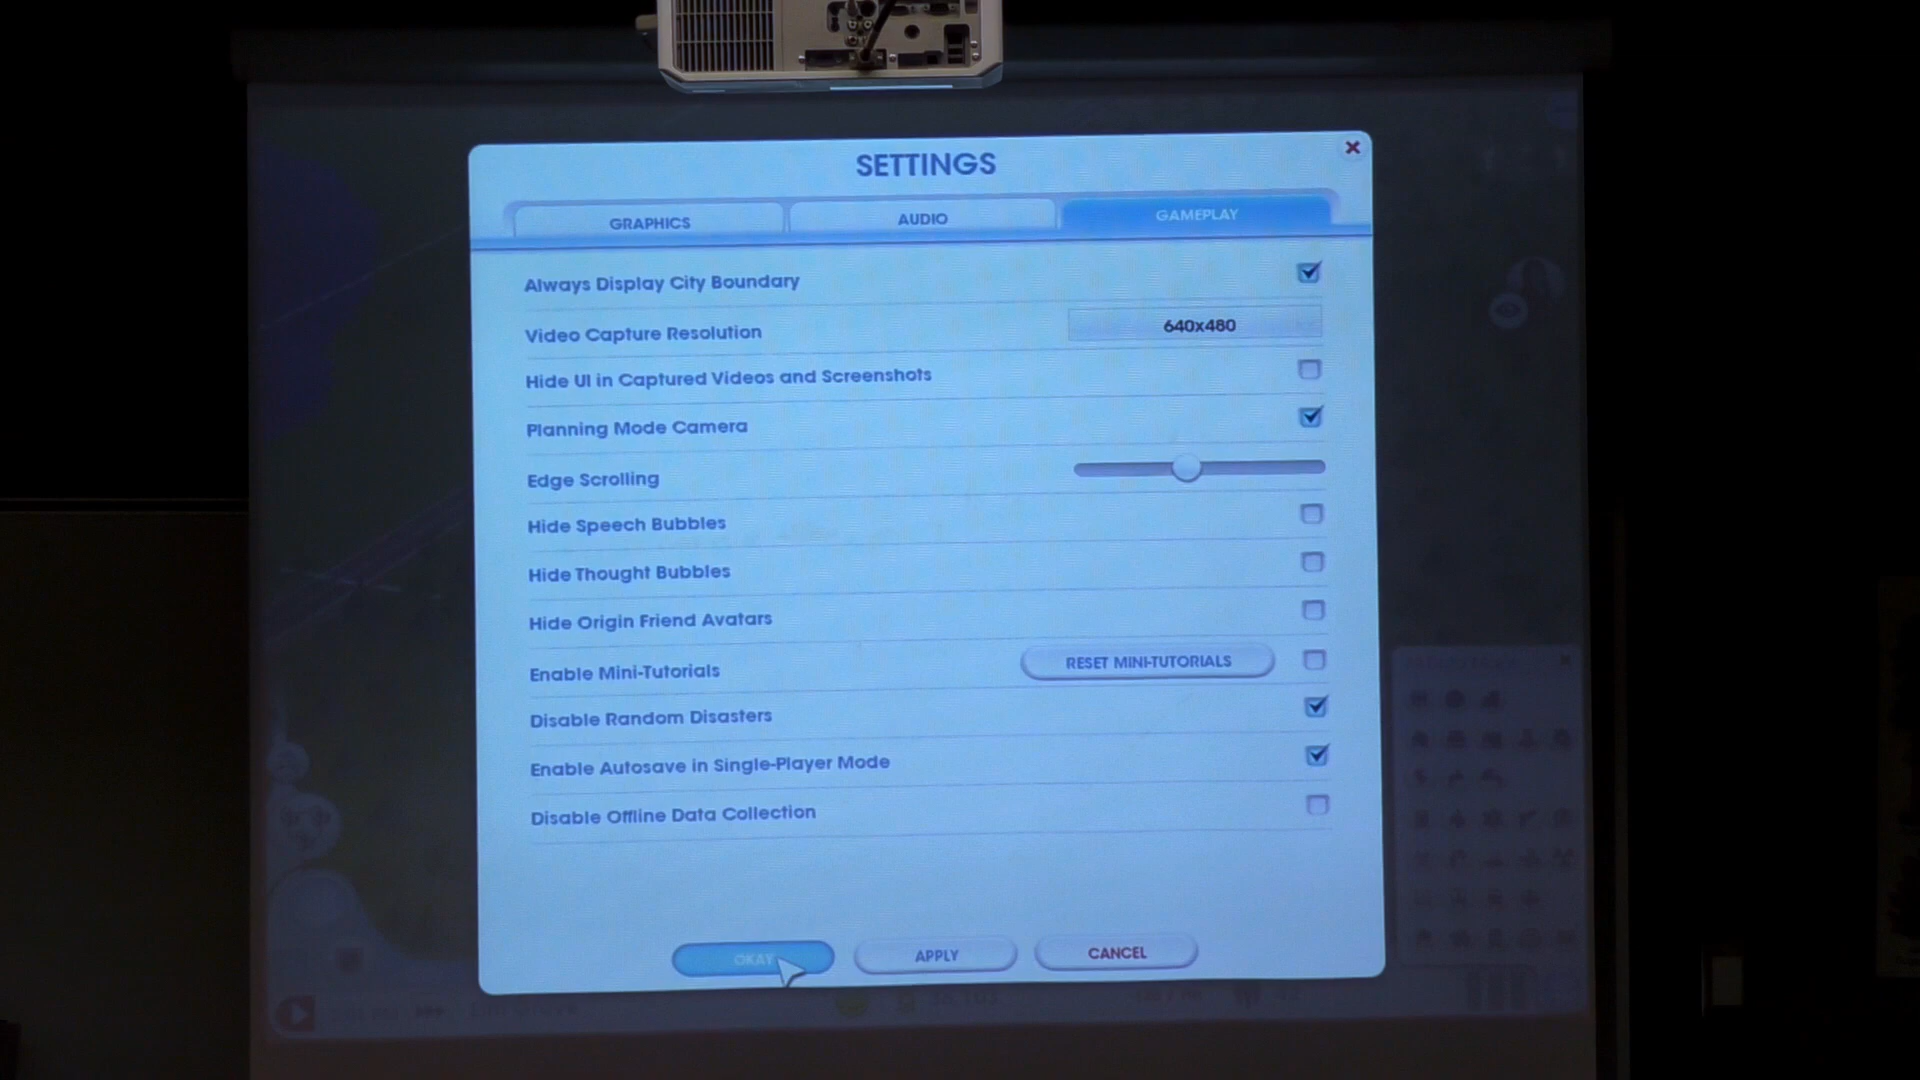 SETTINGS
GRAPHICS
AUDIO
GAMEPLAY
Always Display City Boundary
Video Capture Resolution
640x480
Hide UI in Captured Videos and Screenshots
Planning Mode Camera
Edge Scrolling
Hide Speech Bubbles
Hide Thought Bubbles
Hide Origin Friend Avatars
Enable Mini-Tutorials
RESET MINI-TUTORIALS
Disable Random Disasters
Enable Autosave in Single-Player Mode
Disable Offline Data Collection
OKAY
APPLY
CANCEL